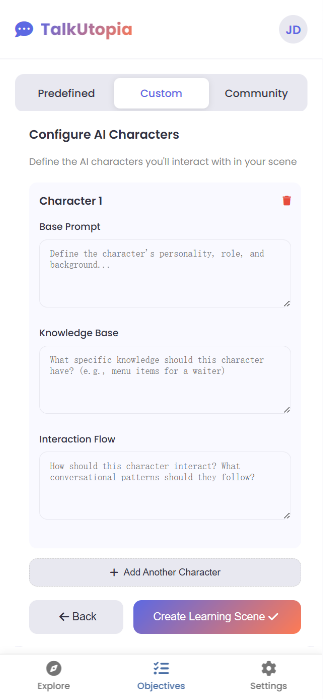 TalkUtopia
JD
Predefined
Custom
Community
Configure AI Characters
Define the AI characters you'll interact with in your scene
Character 1
Base Prompt
Define the character's personality, role, and
background...
Knowledge Base
What specific knowledge should this character
have? (e.g., menu items for a waiter)
Interaction Flow
How should this character interact? What
conversational patterns should they follow?
+ Add Another Character
← Back
Create Learning Scene ✓
Explore
Objectives
Settings